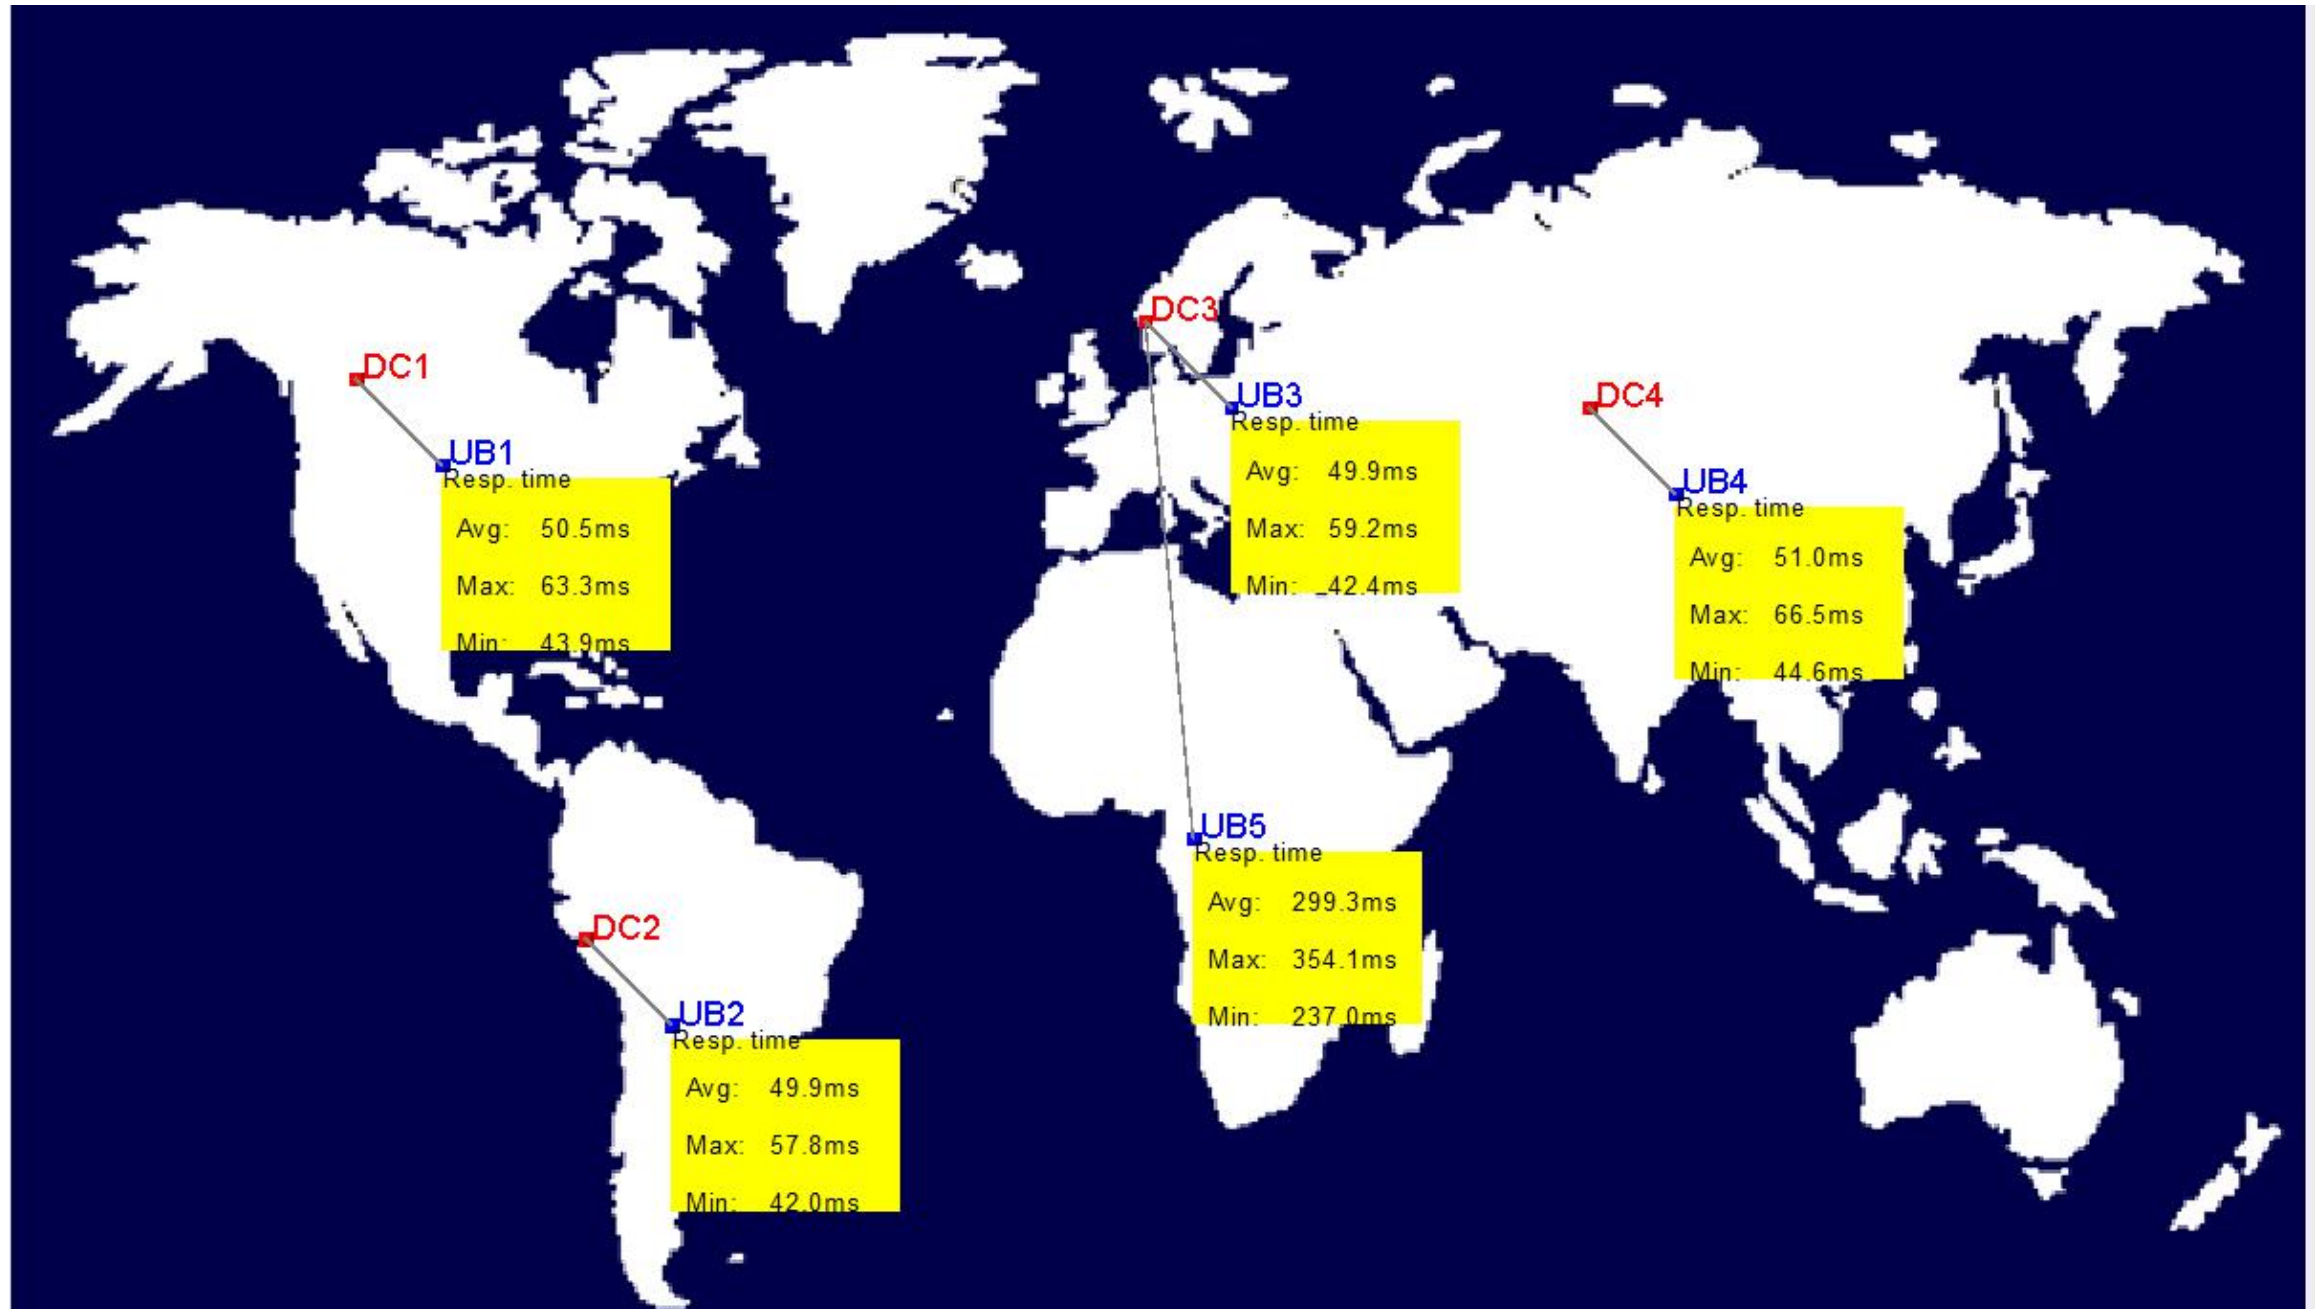 DC1
UB1
Resp. time
Avg: 50.5ms
Max: 63.3ms
Min: 43.9ms
DC2
UB2
Resp. time
Avg: 49.9ms
Max: 57.8ms
Min: 42.0ms
DC3
UB3
Resp. time
Avg: 49.9ms
Max: 59.2ms
Min: 42.4ms
UB5
Resp. time
Avg: 299.3ms
Max: 354.1ms
Min: 237.0ms
DC4
UB4
Resp. time
Avg: 51.0ms
Max: 66.5ms
Min: 44.6ms